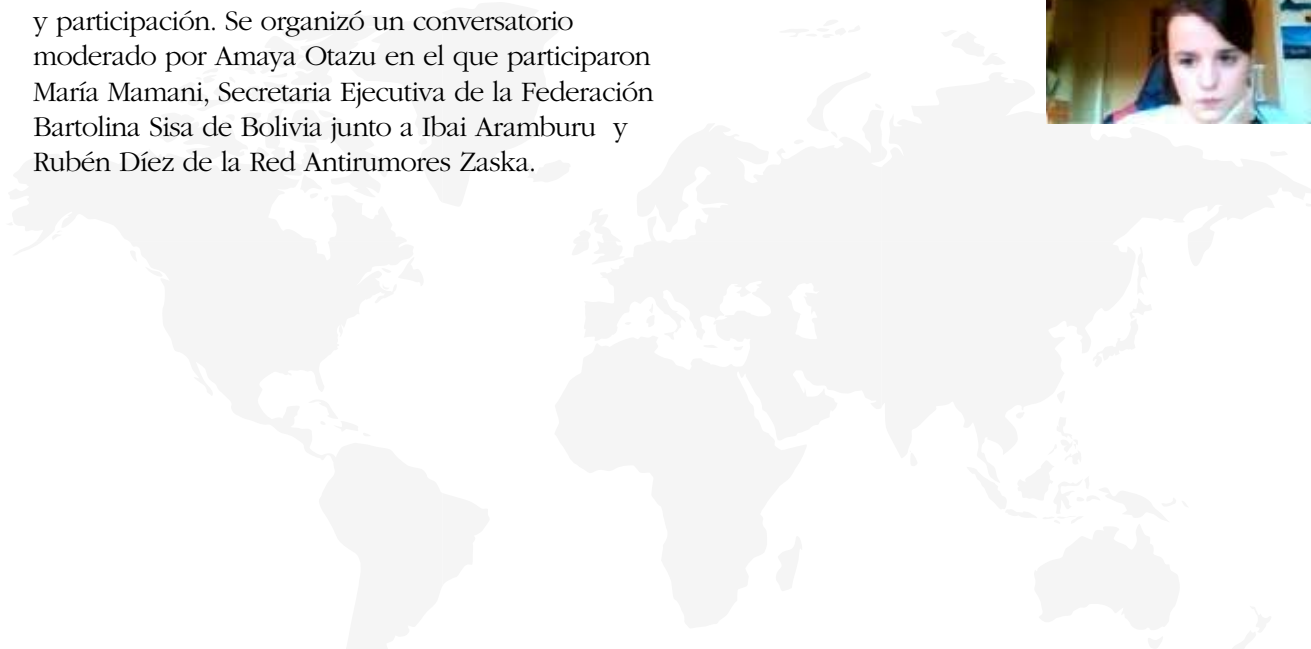 y participación. Se organizó un conversatorio
moderado por Amaya Otazu en el que participaron
María Mamani, Secretaria Ejecutiva de la Federación
Bartolina Sisa de Bolivia junto a Ibai Aramburu  y
Rubén Díez de la Red Antirumores Zaska.